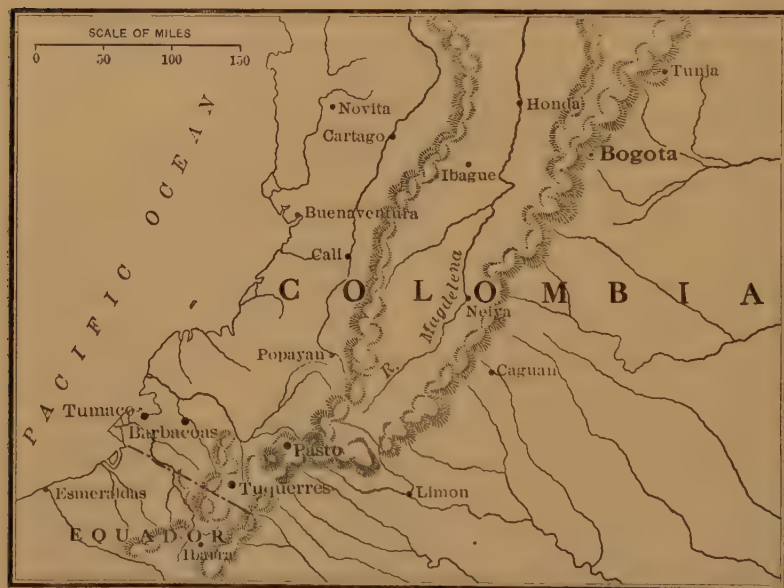 SCALE OF MILES
0 50 100 150
Tunja
Novita
Honda
Cartago
Bogota
Ibague
PACIFIC OCEAN
Buenaventura
Cali
COLOMBIA
R. Magdelena
Neiva
Popayan
Caguan
Tumaco
Barbacoas
Pasto
Tuquerres
Limon
Esmeraldas
EQUADOR
Ibarra